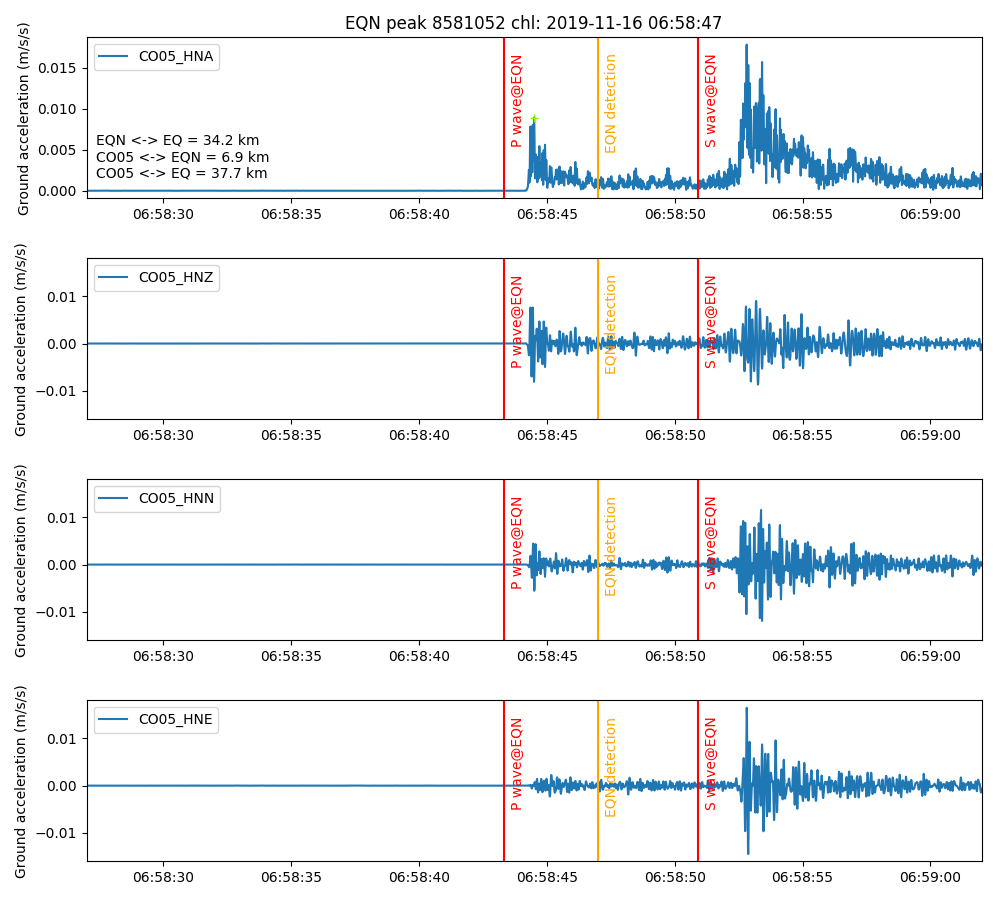 EQN peak 8581052 chl: 2019-11-16 06:58:47
Ground acceleration (m/s/s)
0.015
0.010
0.005
0.000
CO05_HNA
EQN <-> EQ = 34.2 km
CO05 <-> EQN = 6.9 km
CO05 <-> EQ = 37.7 km
P wave@EQN
EQN detection
S wave@EQN
06:58:30 06:58:35 06:58:40 06:58:45 06:58:50 06:58:55 06:59:00
Ground acceleration (m/s/s)
0.01
0.00
−0.01
CO05_HNZ
P wave@EQN
EQN detection
S wave@EQN
06:58:30 06:58:35 06:58:40 06:58:45 06:58:50 06:58:55 06:59:00
Ground acceleration (m/s/s)
0.01
0.00
−0.01
CO05_HNN
P wave@EQN
EQN detection
S wave@EQN
06:58:30 06:58:35 06:58:40 06:58:45 06:58:50 06:58:55 06:59:00
Ground acceleration (m/s/s)
0.01
0.00
−0.01
CO05_HNE
P wave@EQN
EQN detection
S wave@EQN
06:58:30 06:58:35 06:58:40 06:58:45 06:58:50 06:58:55 06:59:00